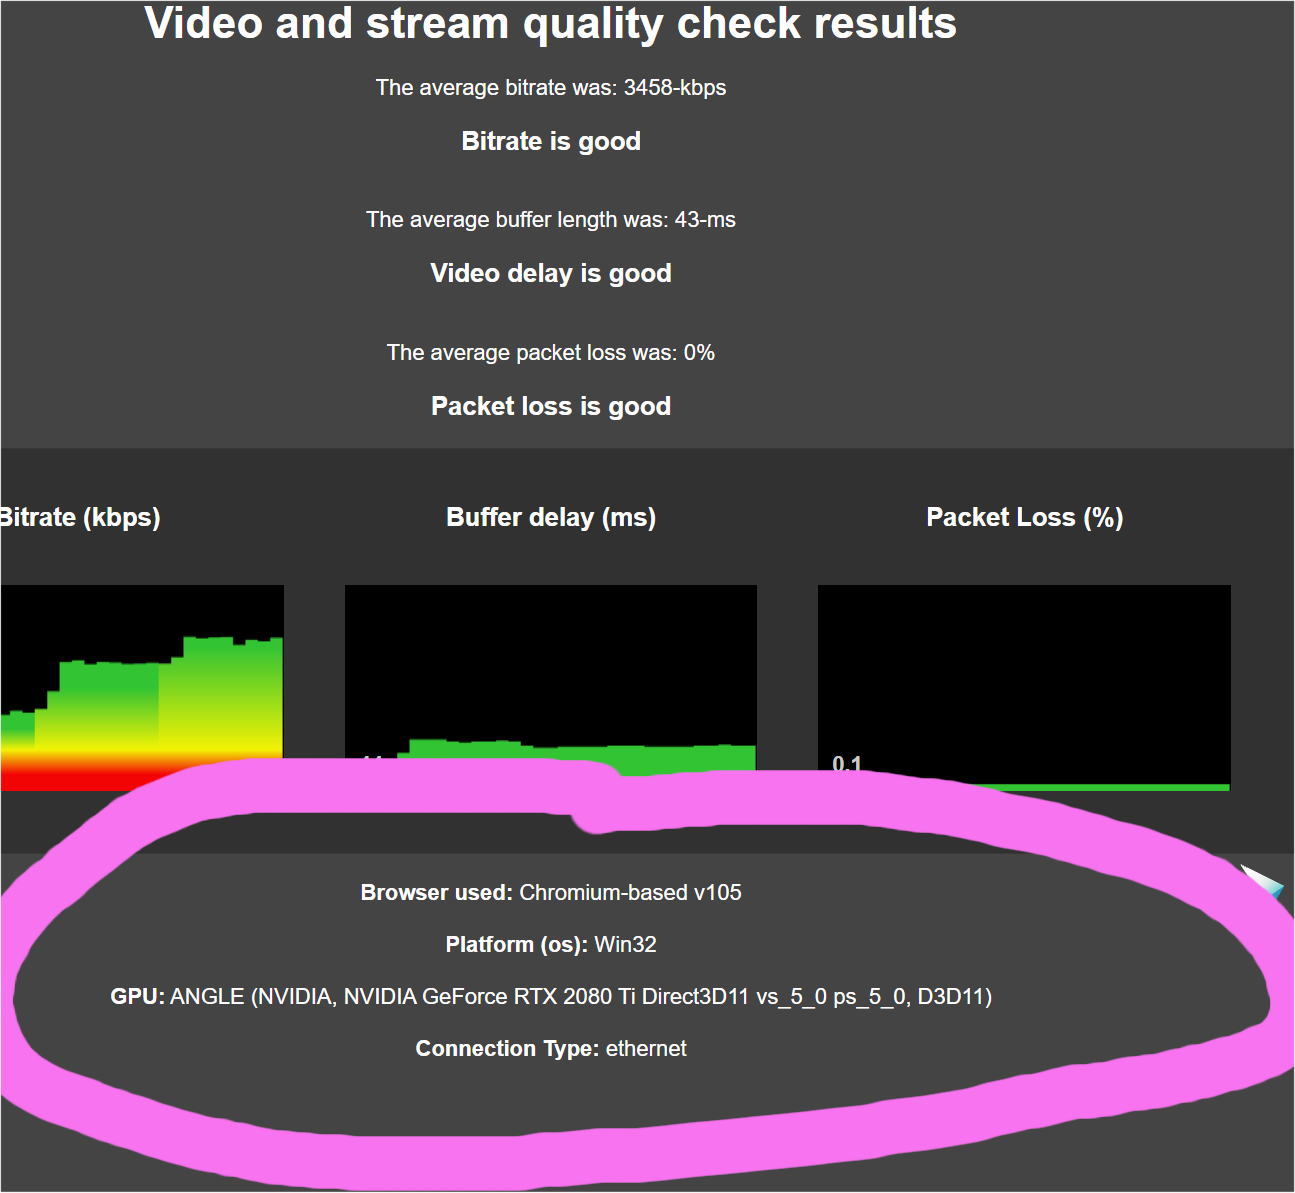 Video and stream quality check results
The average bitrate was: 3458-kbps
Bitrate is good
The average buffer length was: 43-ms
Video delay is good
The average packet loss was: 0%
Packet loss is good
Bitrate (kbps)
Buffer delay (ms)
Packet Loss (%)
0.1
Browser used: Chromium-based v105
Platform (os): Win32
GPU: ANGLE (NVIDIA, NVIDIA GeForce RTX 2080 Ti Direct3D11 vs_5_0 ps_5_0, D3D11)
Connection Type: ethernet